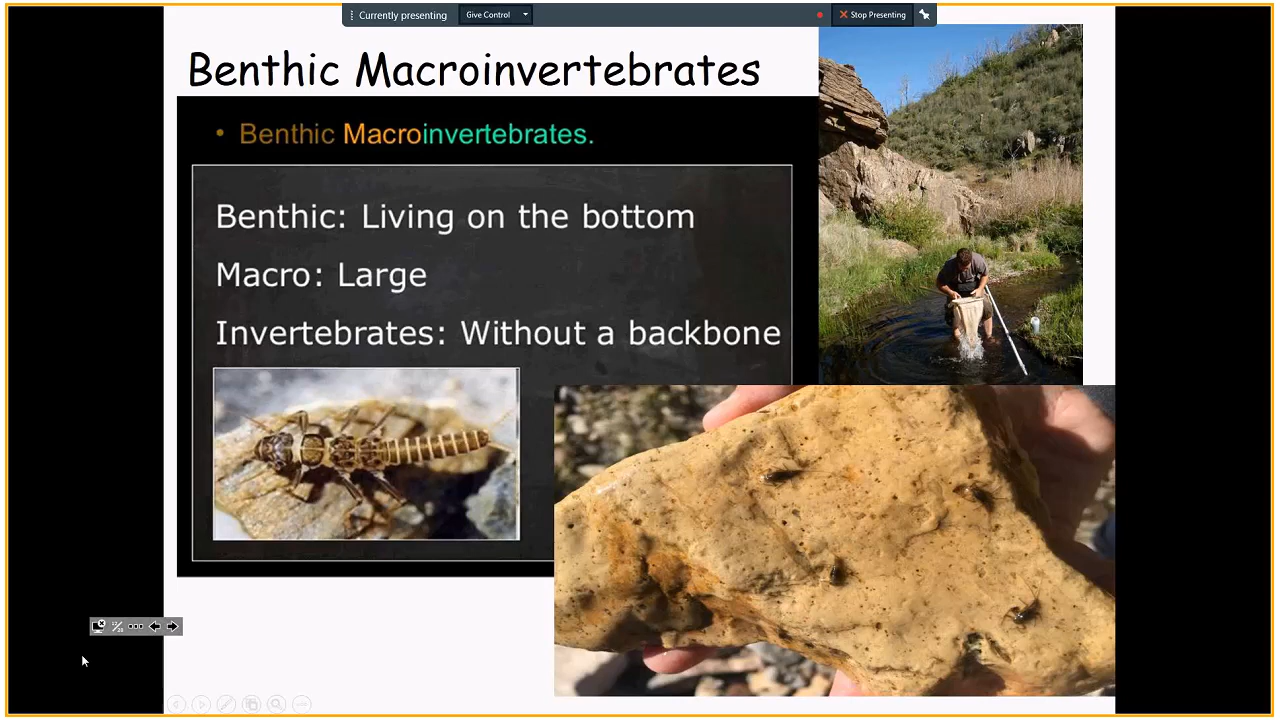 Currently presenting
Give Control
Stop Presenting
Benthic Macroinvertebrates
• Benthic Macroinvertebrates.
Benthic: Living on the bottom
Macro: Large
Invertebrates: Without a backbone